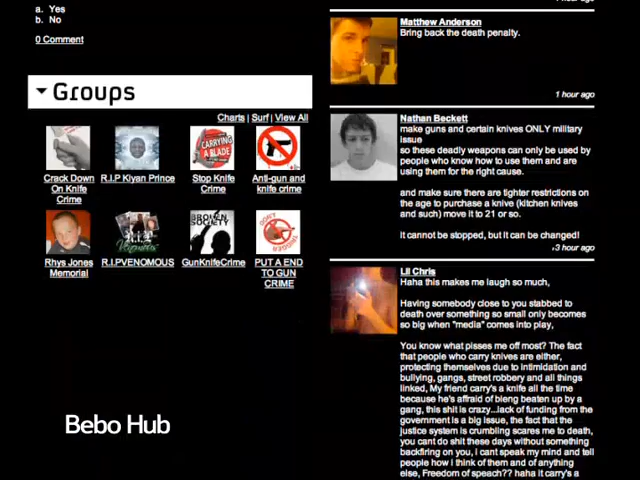 a. Yes
b. No
0 Comment
Groups
Charts | Surf | View All
Crack Down
On Knife
Crime
R.I.P Kiyan Prince
CARRYING
A BLADE
Stop Knife
Crime
Anti-gun and
knife crime
Rhys Jones
Memorial
R.I.P
R.I.PVENOMOUS
BROKEN
SOCIETY
GunKnifeCrime
PUT A END
TO GUN
CRIME
Bebo Hub
Matthew Anderson
Bring back the death penalty.
1 hour ago
Nathan Beckett
make guns and certain knives ONLY military
issue
so these deadly weapons can only be used by
people who know how to use them and are
using them for the right cause.
and make sure there are tighter restrictions on
the age to purchase a knive (kitchen knives
and such) move it to 21 or so.
It cannot be stopped, but it can be changed!
3 hour ago
Lil Chris
Haha this makes me laugh so much,
Having somebody close to you stabbed to
death over something so small only becomes
so big when "media" comes into play,
You know what pisses me off most? The fact
that people who carry knives are either,
protecting themselves due to intimidation and
bullying, gangs, street robbery and all things
linked, My friend carry's a knife all the time
because he's afraid of bieng beaten up by a
gang, this shit is crazy...lack of funding from the
government is a big issue, the fact that the
justice system is crumbling scares me to death,
you cant do shit these days without something
backfiring on you, i cant speak my mind and tell
people how i think of them and of anything
else, Freedom of speach?? haha it carry's a